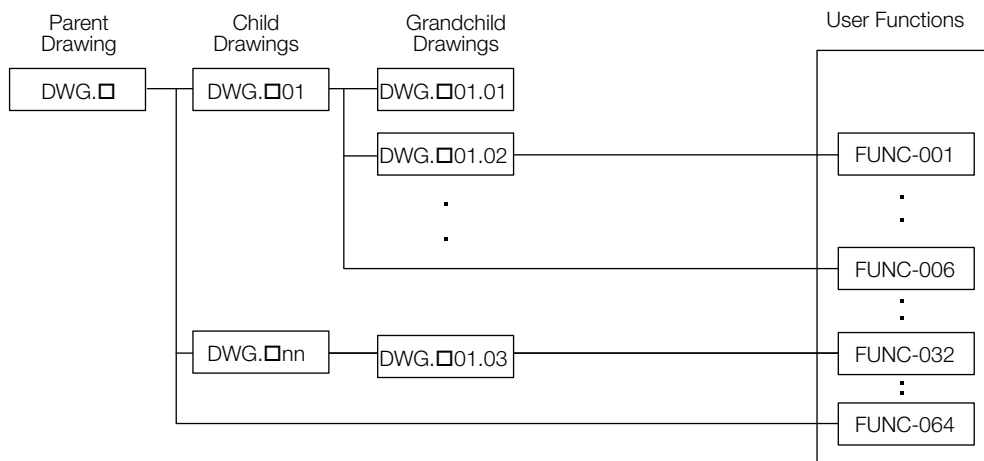 Parent
Drawing
Child
Drawings
Grandchild
Drawings
User Functions
DWG.□
DWG.□01
DWG.□01.01
DWG.□01.02
FUNC-001
FUNC-006
DWG.□nn
DWG.□01.03
FUNC-032
FUNC-064